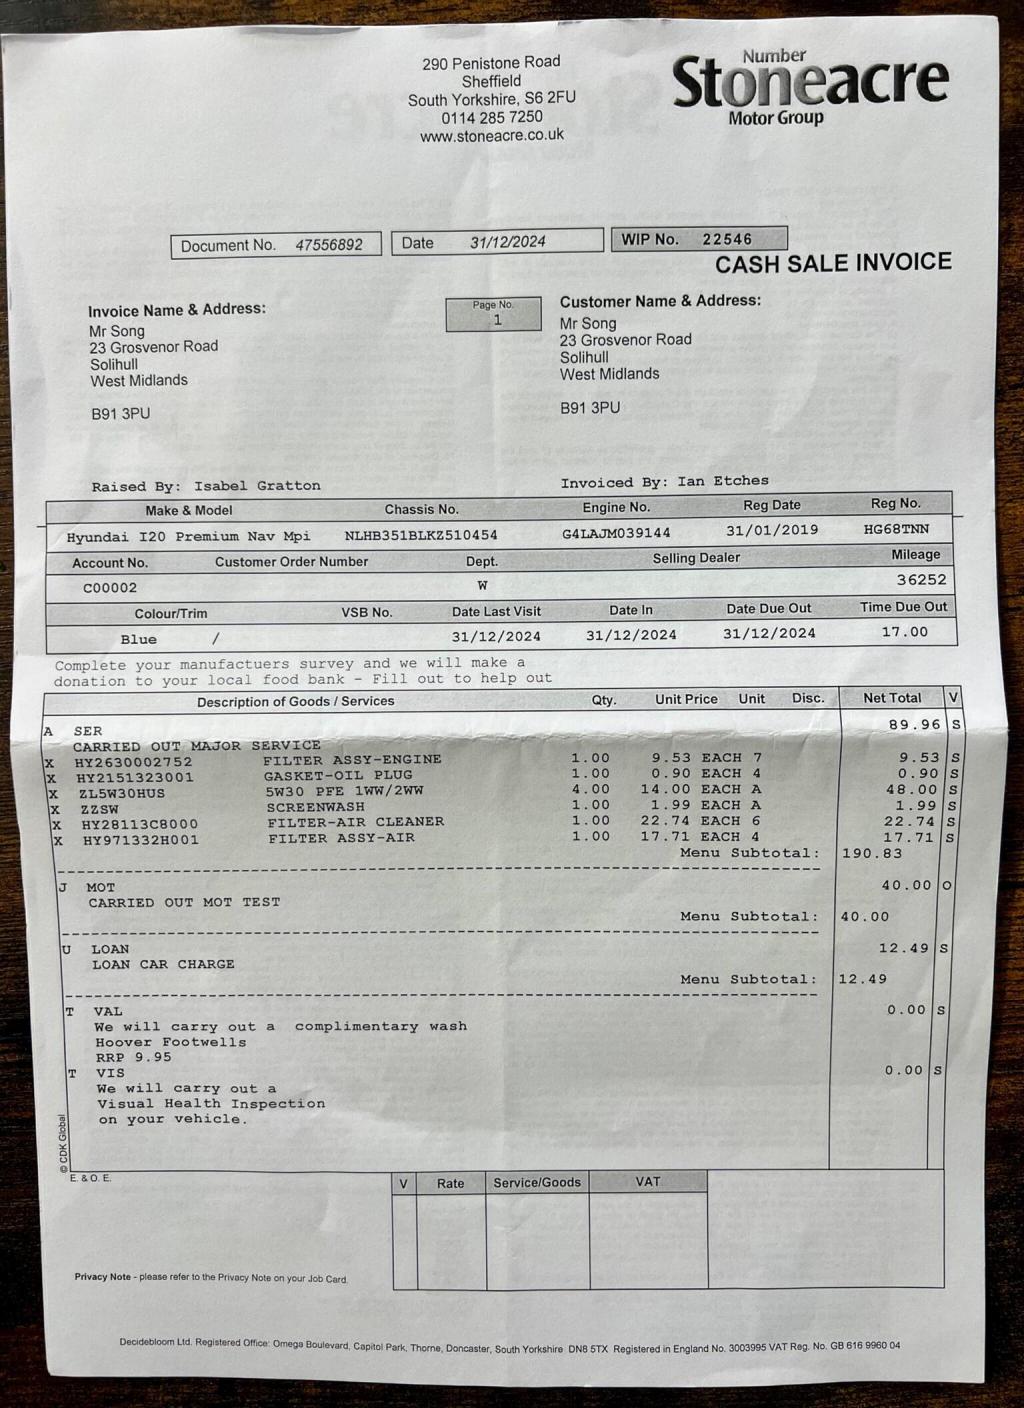 290 Penistone Road
Sheffield
South Yorkshire, S6 2FU
0114 285 7250
www.stoneacre.co.uk
Number
Stoneacre
Motor Group
Document No. 47556892
Date 31/12/2024
WIP No. 22546
CASH SALE INVOICE
Invoice Name & Address:
Mr Song
23 Grosvenor Road
Solihull
West Midlands
B91 3PU
Page No.
1
Customer Name & Address:
Mr Song
23 Grosvenor Road
Solihull
West Midlands
B91 3PU
Raised By: Isabel Gratton
Invoiced By: Ian Etches
Make & Model Chassis No. Engine No. Reg Date Reg No.
Hyundai I20 Premium Nav Mpi NLHB351BLKZ510454 G4LAJM039144 31/01/2019 HG68TNN
Account No. Customer Order Number Dept. Selling Dealer Mileage
C00002 W 36252
Colour/Trim VSB No. Date Last Visit Date In Date Due Out Time Due Out
Blue / 31/12/2024 31/12/2024 31/12/2024 17.00
Complete your manufactuers survey and we will make a
donation to your local food bank - Fill out to help out
Description of Goods / Services Qty. Unit Price Unit Disc. Net Total V
A SER 89.96 S
CARRIED OUT MAJOR SERVICE
X HY2630002752 FILTER ASSY-ENGINE 1.00 9.53 EACH 7 9.53 S
X HY2151323001 GASKET-OIL PLUG 1.00 0.90 EACH 4 0.90 S
X ZL5W30HUS 5W30 PFE 1WW/2WW 4.00 14.00 EACH A 48.00 S
X ZZSW SCREENWASH 1.00 1.99 EACH A 1.99 S
X HY28113C8000 FILTER-AIR CLEANER 1.00 22.74 EACH 6 22.74 S
X HY971332H001 FILTER ASSY-AIR 1.00 17.71 EACH 4 17.71 S
Menu Subtotal: 190.83
J MOT 40.00 O
CARRIED OUT MOT TEST
Menu Subtotal: 40.00
U LOAN 12.49 S
LOAN CAR CHARGE
Menu Subtotal: 12.49
T VAL 0.00 S
We will carry out a complimentary wash
Hoover Footwells
RRP 9.95
T VIS 0.00 S
We will carry out a
Visual Health Inspection
on your vehicle.
© CDK Global
E. & O. E.
V Rate Service/Goods VAT
Privacy Note - please refer to the Privacy Note on your Job Card.
Decidebloom Ltd. Registered Office: Omega Boulevard, Capitol Park, Thorne, Doncaster, South Yorkshire DN8 5TX Registered in England No. 3003995 VAT Reg. No. GB 616 9960 04